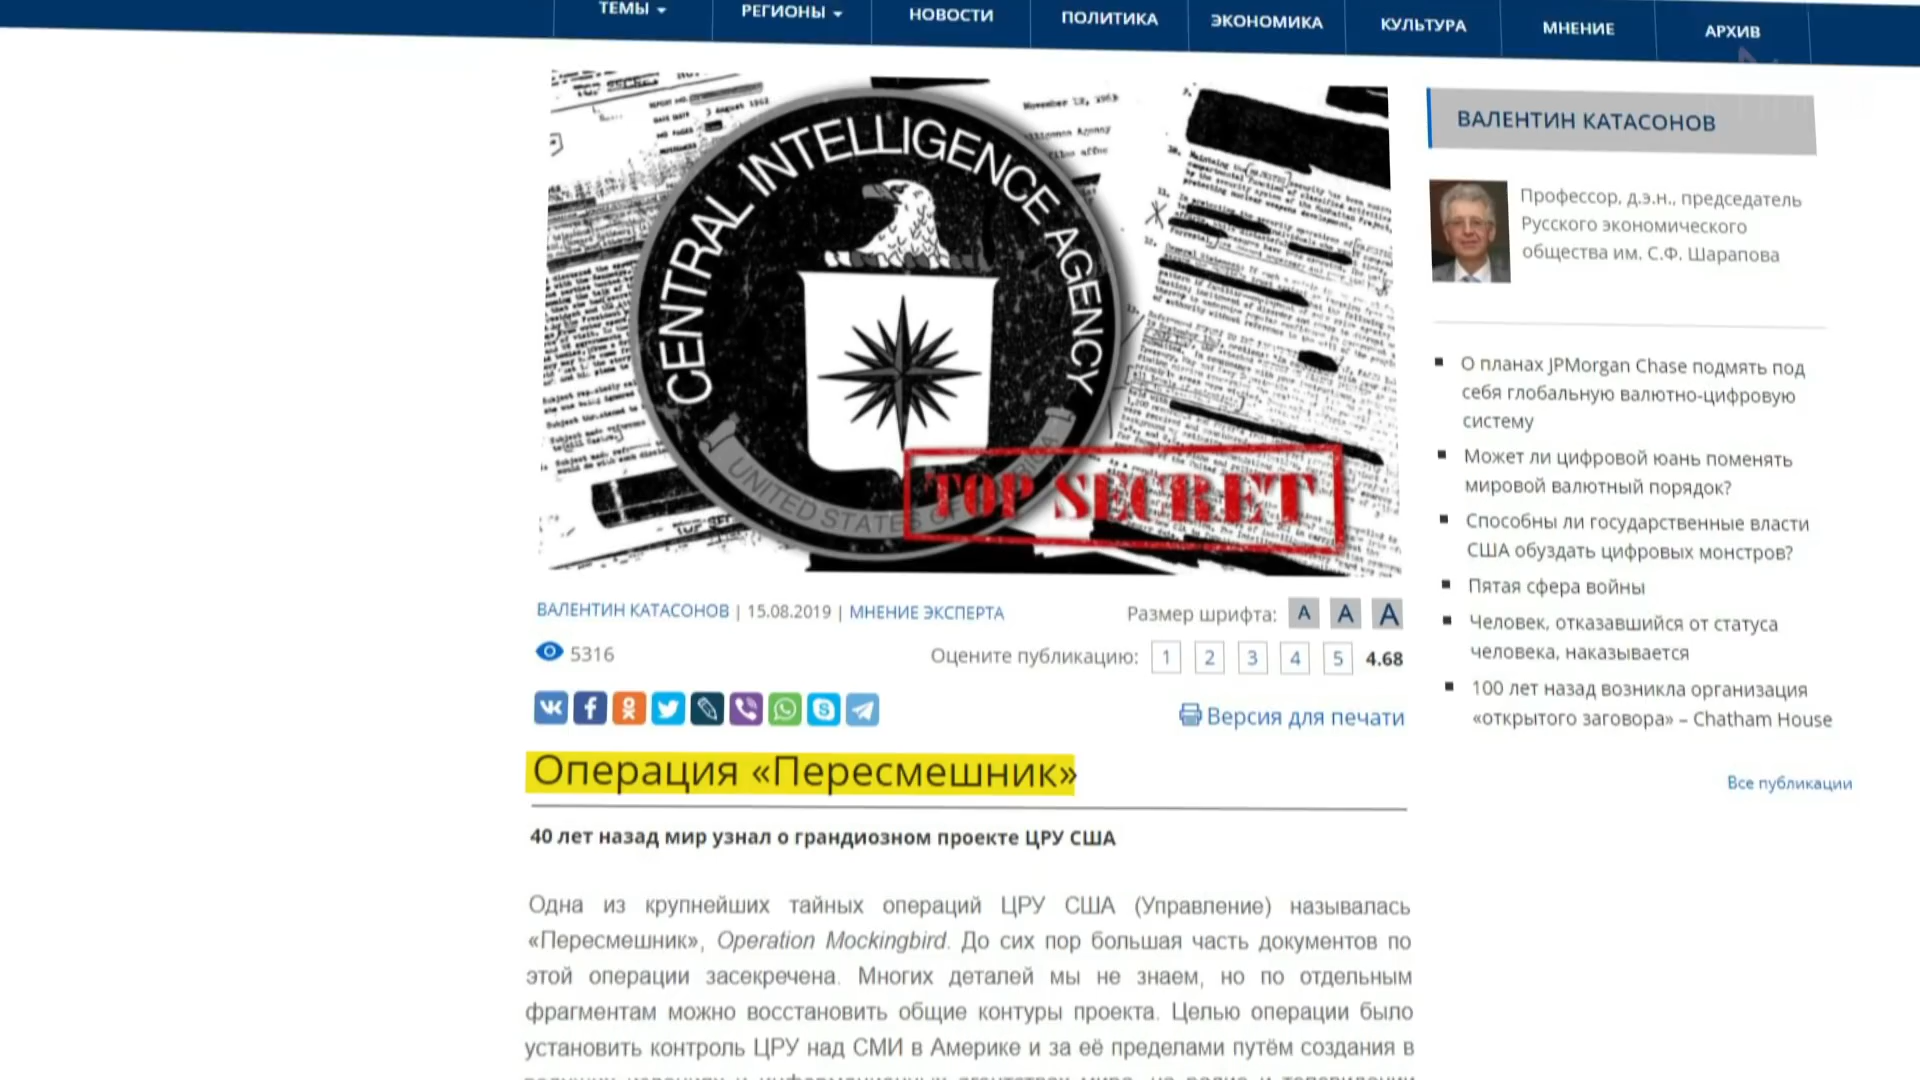 ТЕМЫ
РЕГИОНЫ
НОВОСТИ
ПОЛИТИКА
ЭКОНОМИКА
КУЛЬТУРА
МНЕНИЕ
АРХИВ
CENTRAL INTELLIGENCE AGENCY
UNITED STATES OF
TOP SECRET
ВАЛЕНТИН КАТАСОНОВ | 15.08.2019 | МНЕНИЕ ЭКСПЕРТА
Размер шрифта: A A A
5316
Оцените публикацию: 1 2 3 4 5 4.68
Версия для печати
Операция «Пересмешник»
40 лет назад мир узнал о грандиозном проекте ЦРУ США
Одна из крупнейших тайных операций ЦРУ США (Управление) называлась
«Пересмешник», Operation Mockingbird. До сих пор большая часть документов по
этой операции засекречена. Многих деталей мы не знаем, но по отдельным
фрагментам можно восстановить общие контуры проекта. Целью операции было
установить контроль ЦРУ над СМИ в Америке и за её пределами путём создания в
ВАЛЕНТИН КАТАСОНОВ
Профессор, д.э.н., председатель
Русского экономического
общества им. С.Ф. Шарапова
О планах JPMorgan Chase подмять под
себя глобальную валютно-цифровую
систему
Может ли цифровой юань поменять
мировой валютный порядок?
Способны ли государственные власти
США обуздать цифровых монстров?
Пятая сфера войны
Человек, отказавшийся от статуса
человека, наказывается
100 лет назад возникла организация
«открытого заговора» – Chatham House
Все публикации